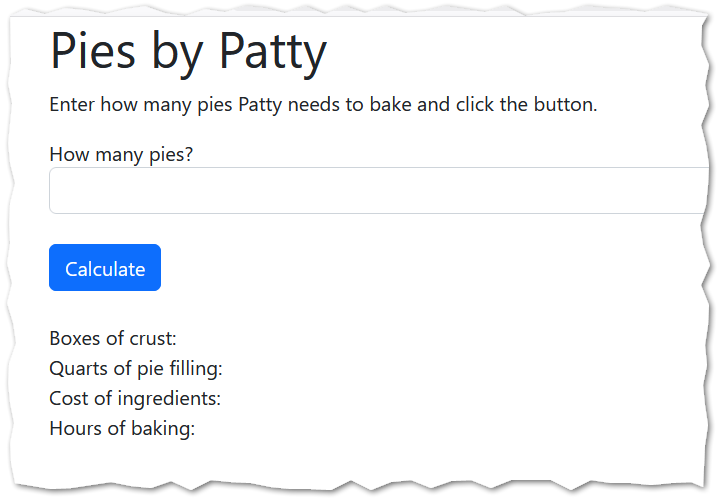 Pies by Patty
Enter how many pies Patty needs to bake and click the button.
How many pies?
Calculate
Boxes of crust:
Quarts of pie filling:
Cost of ingredients:
Hours of baking: